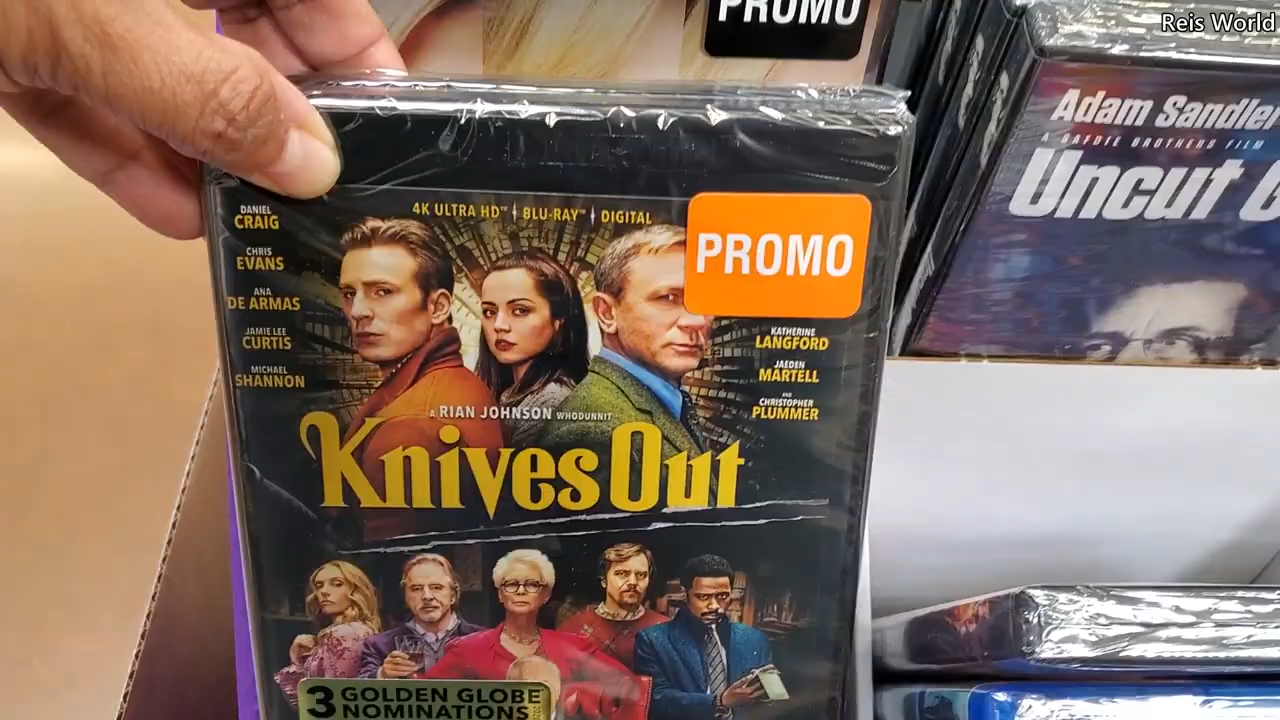 PROMO
Reis World
Adam Sandler
A SAFDIE BROTHERS FILM
Uncut
4K ULTRA HD™ | BLU-RAY™ | DIGITAL
PROMO
DANIEL
CRAIG
CHRIS
EVANS
ANA
DE ARMAS
JAMIE LEE
CURTIS
MICHAEL
SHANNON
KATHERINE
LANGFORD
JAEDEN
MARTELL
AND
CHRISTOPHER
PLUMMER
A RIAN JOHNSON WHODUNNIT
Knives Out
3 GOLDEN GLOBE®
NOMINATIONS